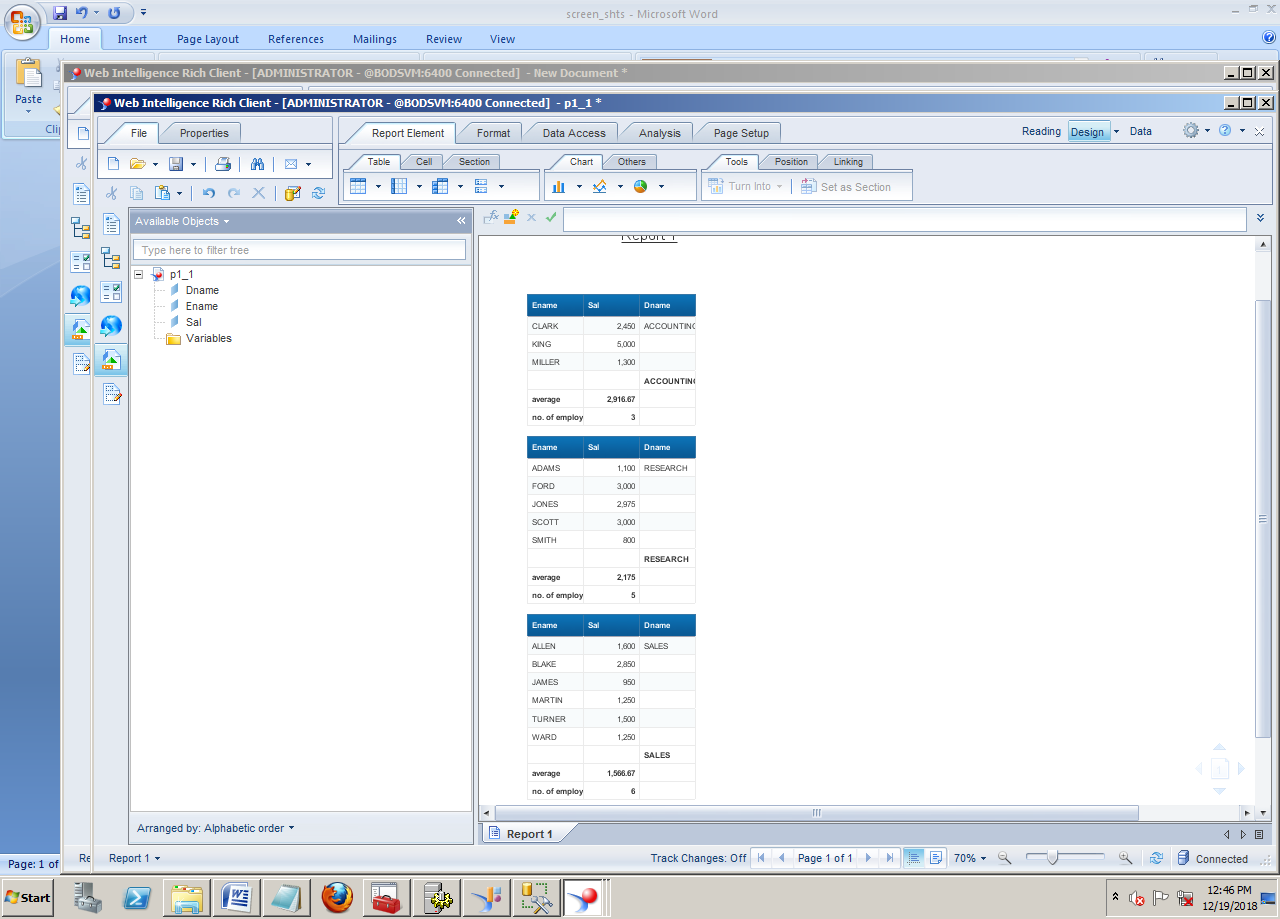 screen_shts - Microsoft Word
Home Insert Page Layout References Mailings Review View
Paste
Web Intelligence Rich Client - [ADMINISTRATOR - @BODSVM:6400 Connected] - New Document *
Web Intelligence Rich Client - [ADMINISTRATOR - @BODSVM:6400 Connected] - p1_1 *
File Properties Report Element Format Data Access Analysis Page Setup Reading Design Data
Table Cell Section Chart Others Tools Position Linking
Turn Into Set as Section
Available Objects
Type here to filter tree
p1_1
Dname
Ename
Sal
Variables
Arranged by: Alphabetic order
Report 1
Ename Sal Dname
CLARK 2,450 ACCOUNTING
KING 5,000
MILLER 1,300
ACCOUNTING
average 2,916.67
no. of employ 3
Ename Sal Dname
ADAMS 1,100 RESEARCH
FORD 3,000
JONES 2,975
SCOTT 3,000
SMITH 800
RESEARCH
average 2,175
no. of employ 5
Ename Sal Dname
ALLEN 1,600 SALES
BLAKE 2,850
JAMES 950
MARTIN 1,250
TURNER 1,500
WARD 1,250
SALES
average 1,566.67
no. of employ 6
1
Report 1
Page: 1 of
Re
Report 1 Track Changes: Off Page 1 of 1 70% Connected
Start
12:46 PM
12/19/2018